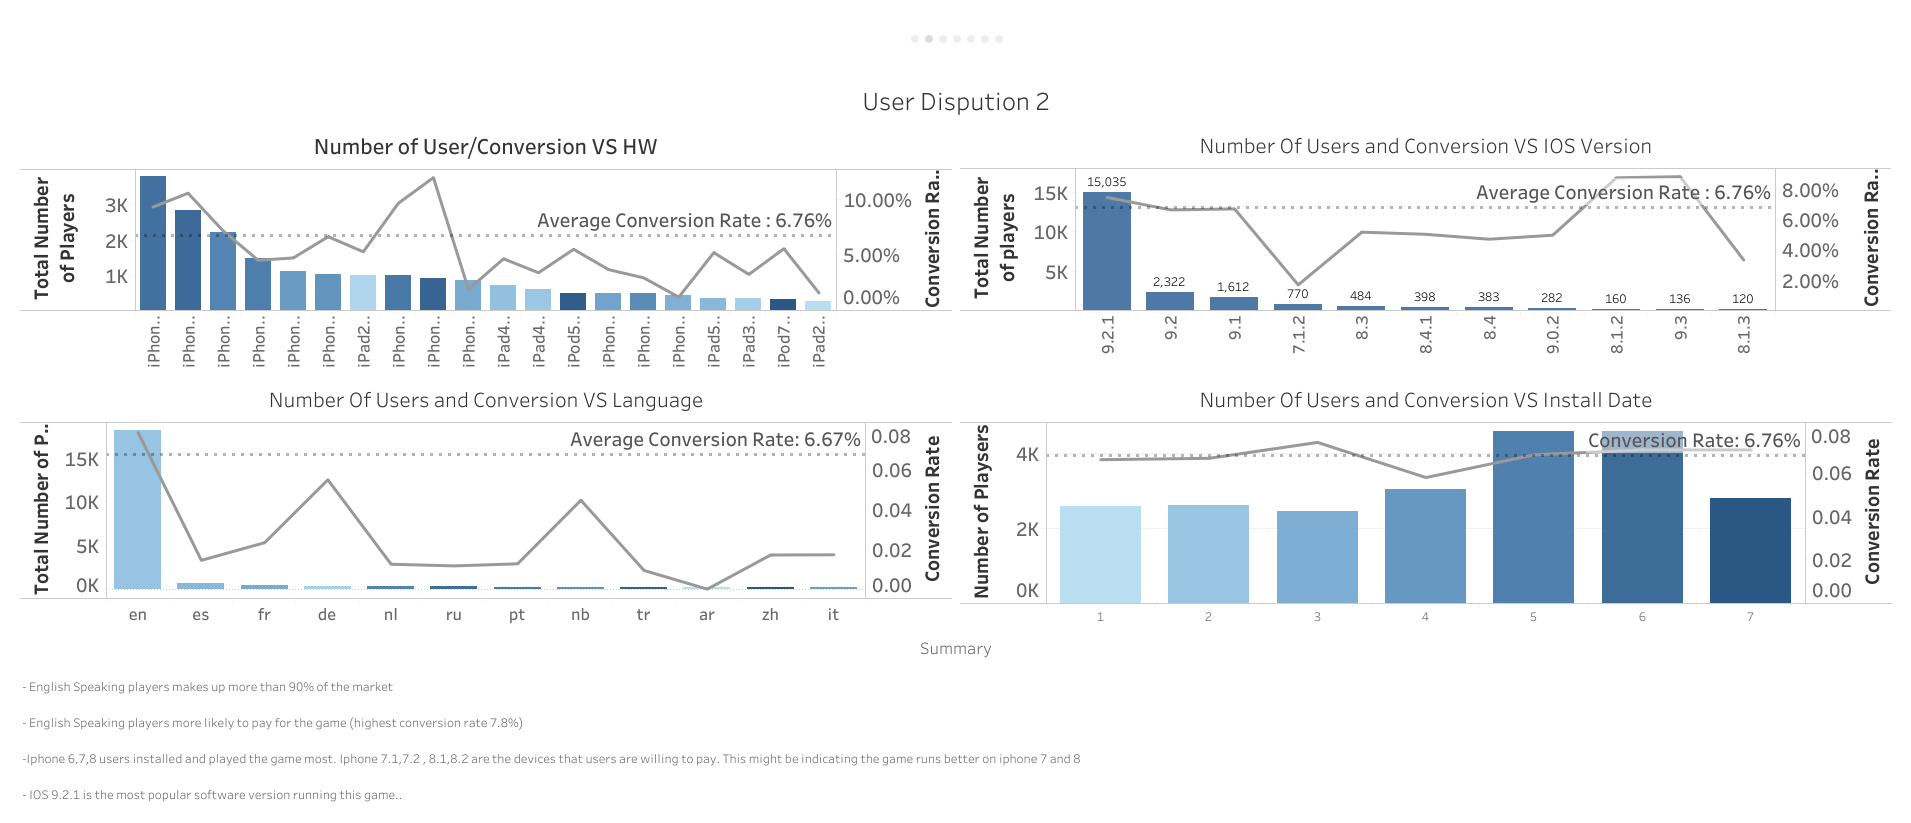 User Dispution 2
Number of User/Conversion VS HW
Total Number
of Players
3K
2K
1K
Average Conversion Rate : 6.76%
10.00%
5.00%
0.00%
Conversion Ra..
iPhon..
iPhon..
iPhon..
iPhon..
iPhon..
iPhon..
iPad2..
iPhon..
iPhon..
iPhon..
iPad4..
iPad4..
iPod5..
iPhon..
iPhon..
iPhon..
iPad5..
iPad3..
iPod7..
iPad2..
Number Of Users and Conversion VS IOS Version
Total Number
of players
15K
10K
5K
15,035
2,322
1,612
770
484
398
383
282
160
136
120
Average Conversion Rate : 6.76%
8.00%
6.00%
4.00%
2.00%
Conversion Ra..
9.2.1
9.2
9.1
7.1.2
8.3
8.4.1
8.4
9.0.2
8.1.2
9.3
8.1.3
Number Of Users and Conversion VS Language
Total Number of P..
15K
10K
5K
0K
Average Conversion Rate: 6.67%
0.08
0.06
0.04
0.02
0.00
Conversion Rate
en
es
fr
de
nl
ru
pt
nb
tr
ar
zh
it
Number Of Users and Conversion VS Install Date
Number of Playsers
4K
2K
0K
Conversion Rate: 6.76%
0.08
0.06
0.04
0.02
0.00
Conversion Rate
1
2
3
4
5
6
7
Summary
- English Speaking players makes up more than 90% of the market
- English Speaking players more likely to pay for the game (highest conversion rate 7.8%)
-Iphone 6,7,8 users installed and played the game most. Iphone 7.1,7.2 , 8.1,8.2 are the devices that users are willing to pay. This might be indicating the game runs better on iphone 7 and 8
- IOS 9.2.1 is the most popular software version running this game..